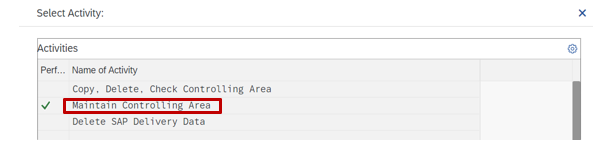 Select Activity:
Activities
Perf... Name of Activity
Copy, Delete, Check Controlling Area
Maintain Controlling Area
Delete SAP Delivery Data